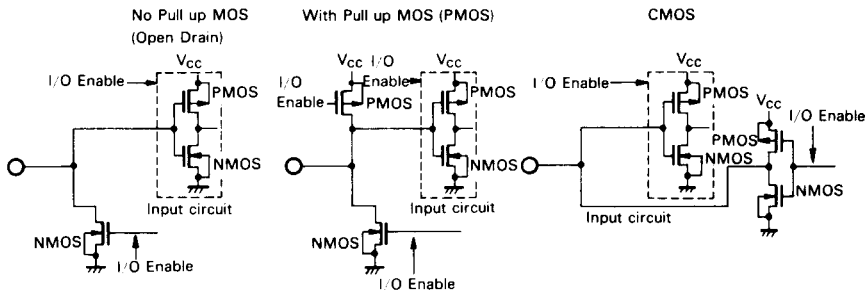 No Pull up MOS
(Open Drain)
VCC
I/O Enable
PMOS
NMOS
Input circuit
NMOS
I/O Enable
With Pull up MOS (PMOS)
VCC
I/O
Enable
PMOS
I/O
Enable
VCC
PMOS
NMOS
Input circuit
NMOS
I/O Enable
CMOS
VCC
I/O Enable
PMOS
NMOS
Input circuit
VCC
I/O Enable
PMOS
NMOS